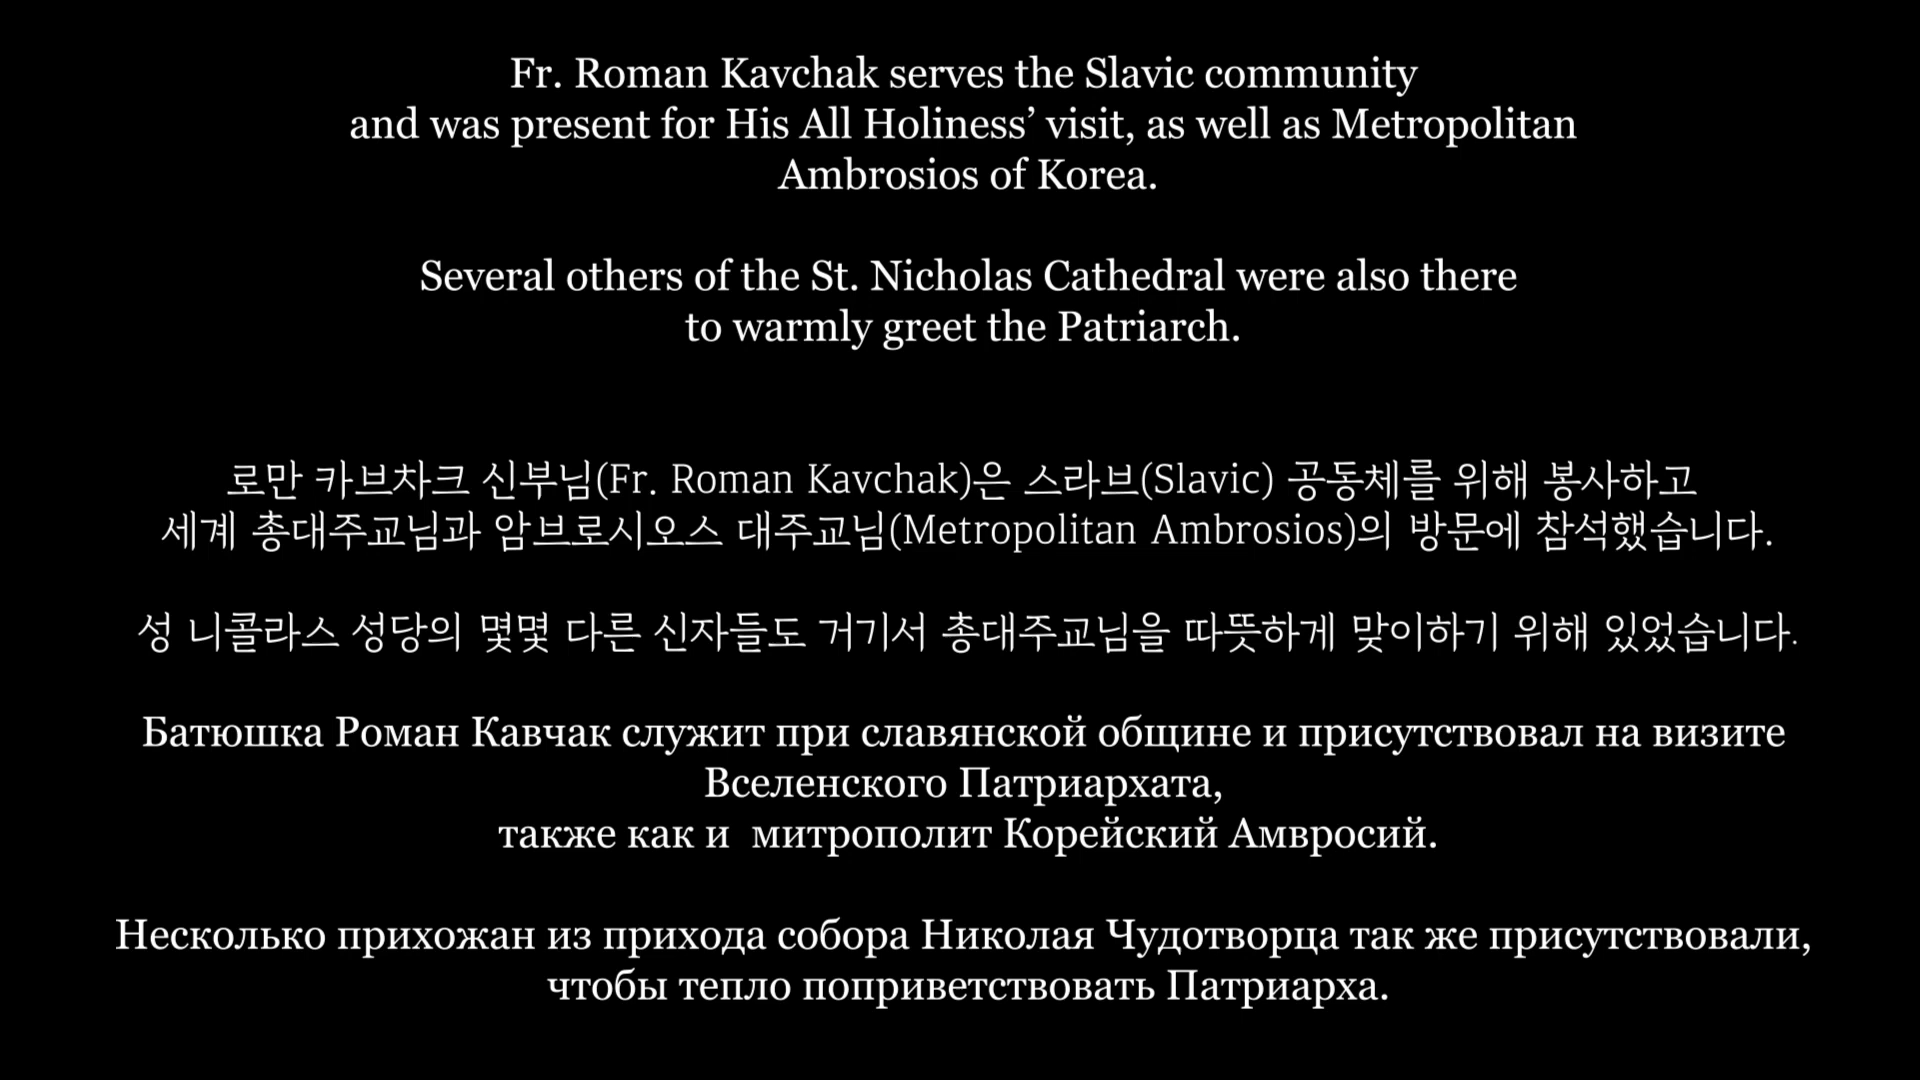 Fr. Roman Kavchak serves the Slavic community
and was present for His All Holiness’ visit, as well as Metropolitan
Ambrosios of Korea.
Several others of the St. Nicholas Cathedral were also there
to warmly greet the Patriarch.
로만 카브차크 신부님(Fr. Roman Kavchak)은 스라브(Slavic) 공동체를 위해 봉사하고
세계 총대주교님과 암브로시오스 대주교님(Metropolitan Ambrosios)의 방문에 참석했습니다.
성 니콜라스 성당의 몇몇 다른 신자들도 거기서 총대주교님을 따뜻하게 맞이하기 위해 있었습니다.
Батюшка Роман Кавчак служит при славянской общине и присутствовал на визите
Вселенского Патриархата,
также как и  митрополит Корейский Амвросий.
Несколько прихожан из прихода собора Николая Чудотворца так же присутствовали,
чтобы тепло поприветствовать Патриарха.